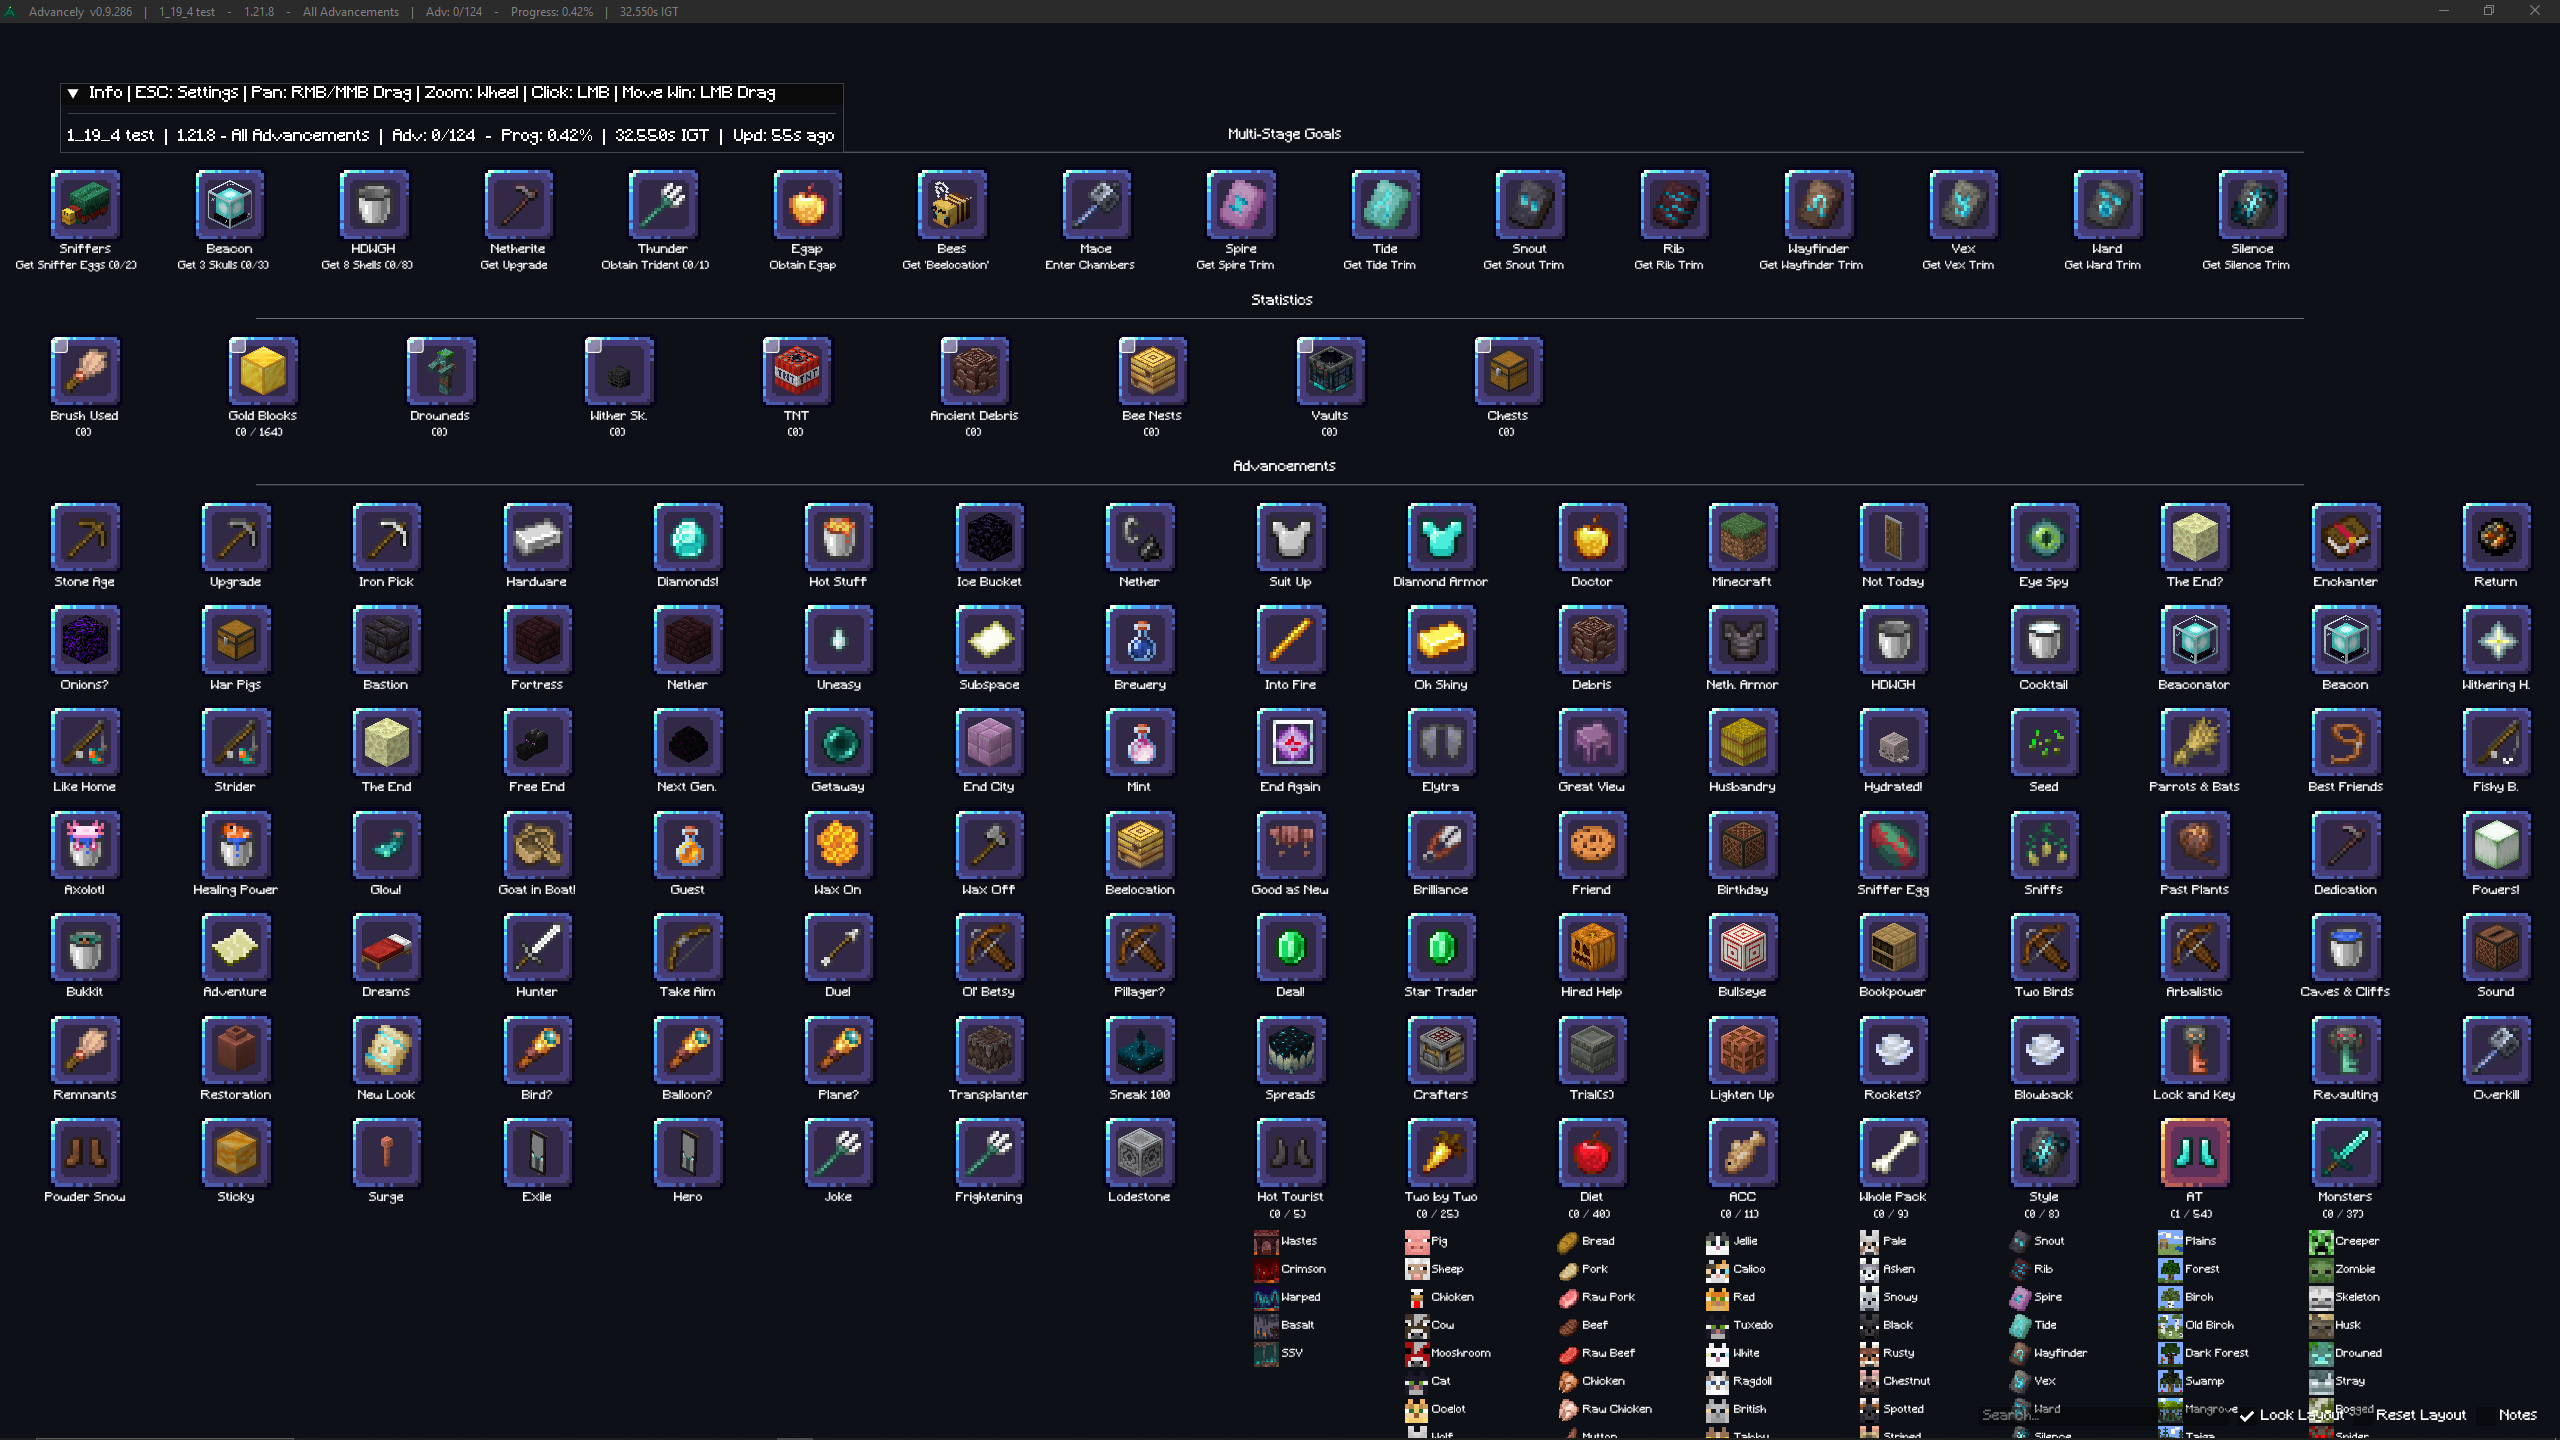 Advancely v0.9.286 | 1_19_4 test - 1.21.8 - All Advancements | Adv: 0/124 - Progress: 0.42% | 32.550s IGT
Info | ESC: Settings | Pan: RMB/MMB Drag | Zoom: Wheel | Click: LMB | Move Win: LMB Drag
1_19_4 test | 1.21.8 - All Advancements | Adv: 0/124 - Prog: 0.42% | 32.550s IGT | Upd: 55s ago
Multi-Stage Goals
Sniffers Beacon HDWGH Netherite Thunder Egap Bees Mace Spire Tide Snout Rib Wayfinder Vex Ward Silence
Get Sniffer Eggs (0/2) Get 3 Skulls (0/3) Get 8 Shells (0/8) Get Upgrade Obtain Trident (0/1) Obtain Egap Get 'Beelocation' Enter Chambers Get Spire Trim Get Tide Trim Get Snout Trim Get Rib Trim Get Wayfinder Trim Get Vex Trim Get Ward Trim Get Silence Trim
Statistics
Brush Used Gold Blocks Drowneds Wither Sk. TNT Ancient Debris Bee Nests Vaults Chests
(0) (0 / 164) (0) (0) (0) (0) (0) (0) (0)
Advancements
Stone Age Upgrade Iron Pick Hardware Diamonds! Hot Stuff Ice Bucket Nether Suit Up Diamond Armor Doctor Minecraft Not Today Eye Spy The End? Enchanter Return
Onions? War Pigs Bastion Fortress Nether Uneasy Subspace Brewery Into Fire Oh Shiny Debris Neth. Armor HDWGH Cocktail Beaconator Beacon Withering H.
Like Home Strider The End Free End Next Gen. Getaway End City Mint End Again Elytra Great View Husbandry Hydrated! Seed Parrots & Bats Best Friends Fishy B.
Axolotl Healing Power Glow! Goat in Boat! Guest Wax On Wax Off Beelocation Good as New Brilliance Friend Birthday Sniffer Egg Sniffs Past Plants Dedication Powers!
Bukkit Adventure Dreams Hunter Take Aim Duel Ol' Betsy Pillager? Deal! Star Trader Hired Help Bullseye Bookpower Two Birds Arbalistic Caves & Cliffs Sound
Remnants Restoration New Look Bird? Balloon? Plane? Transplanter Sneak 100 Spreads Crafters Trial(s) Lighten Up Rockets? Blowback Lock and Key Revaulting Overkill
Powder Snow Sticky Surge Exile Hero Joke Frightening Lodestone Hot Tourist Two by Two Diet ACC Whole Pack Style AT Monsters
(0 / 5) (0 / 25) (0 / 40) (0 / 11) (0 / 9) (0 / 8) (1 / 54) (0 / 37)
Wastes Pig Bread Jellie Pale Snout Plains Creeper
Crimson Sheep Pork Calico Ashen Rib Forest Zombie
Warped Chicken Raw Pork Red Snowy Spire Birch Skeleton
Basalt Cow Beef Tuxedo Black Tide Old Birch Husk
SSV Mooshroom Raw Beef White Rusty Wayfinder Dark Forest Drowned
Cat Chicken Ragdoll Chestnut Vex Swamp Stray
Ocelot Raw Chicken British Spotted Ward Mangrove Bogged
Search... Lock Layout Reset Layout Notes
Wolf Mutton Tabby Striped Silence Taiga Spider